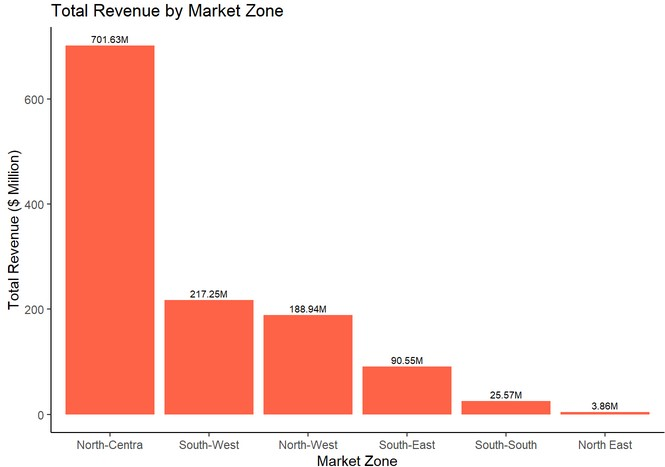 Total Revenue by Market Zone
701.63M
217.25M
188.94M
90.55M
25.57M
3.86M
600
400
200
0
Total Revenue ($ Million)
North-Centra
South-West
North-West
South-East
South-South
North East
Market Zone